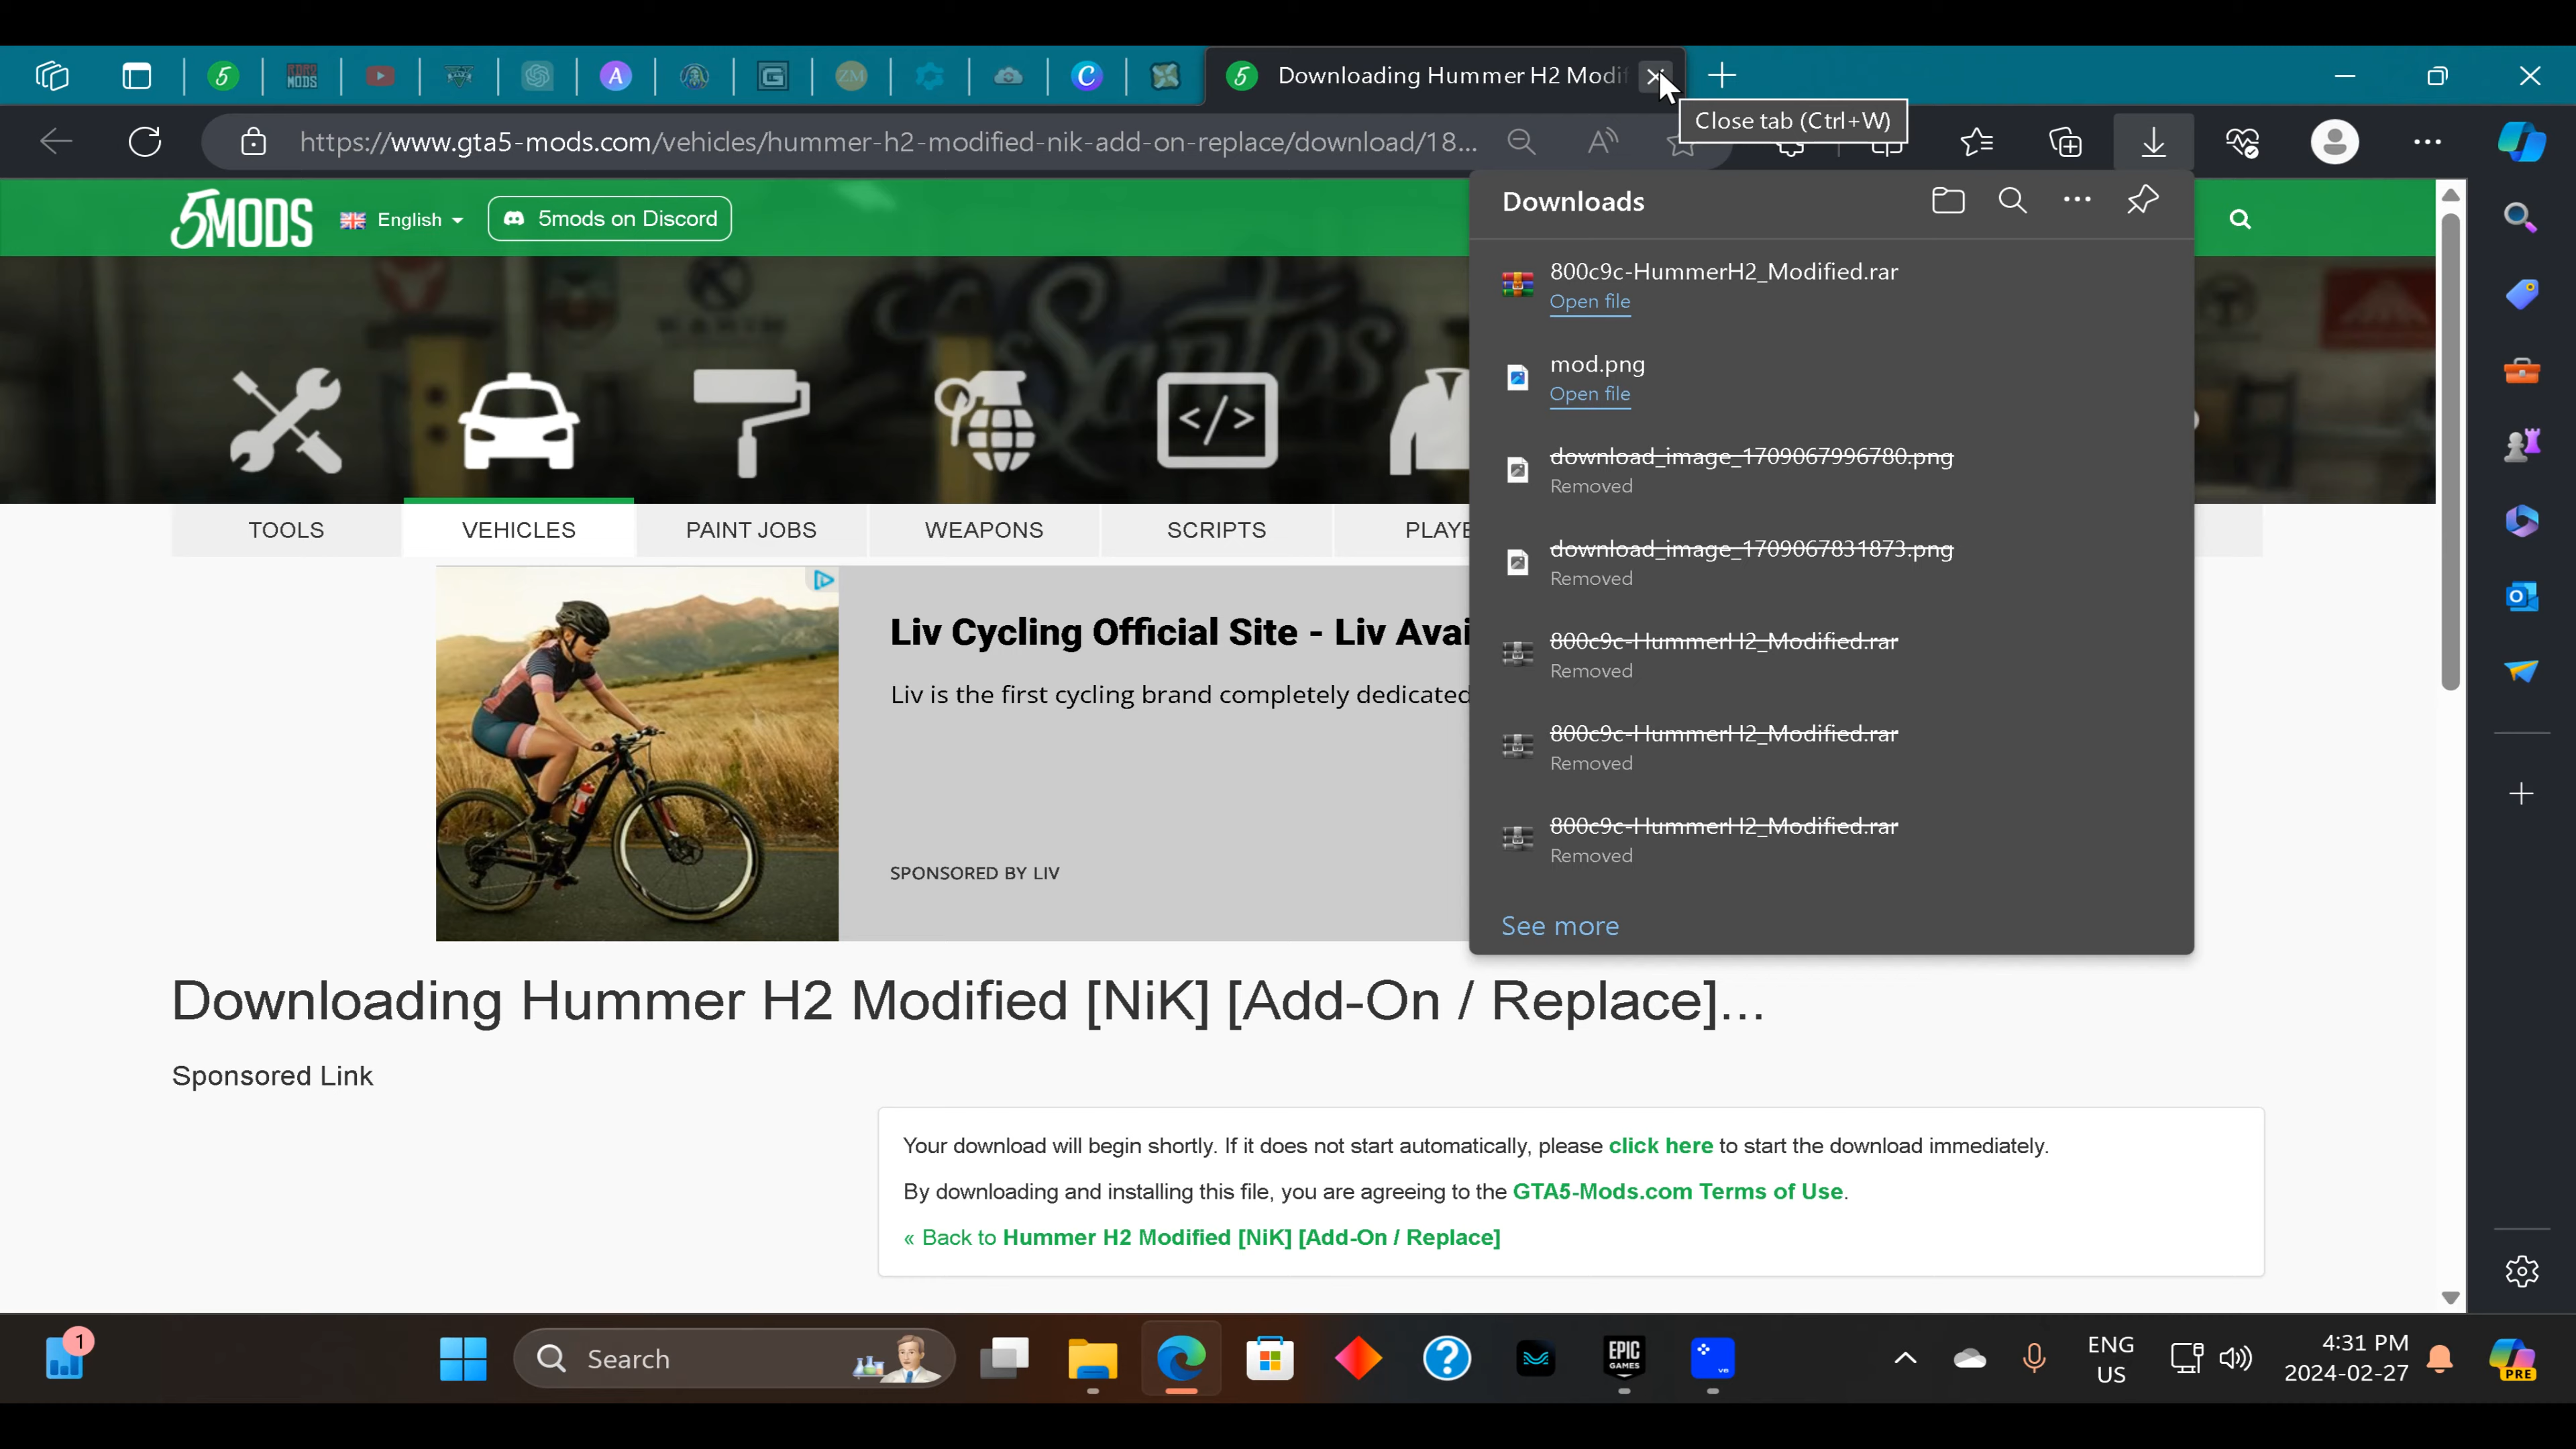 Downloading Hummer H2 Modif
Close tab (Ctrl+W)
https://www.gta5-mods.com/vehicles/hummer-h2-modified-nik-add-on-replace/download/18...
5MODS
English
5mods on Discord
Downloads
800c9c-HummerH2_Modified.rar
Open file
mod.png
Open file
download_image_1709067996780.png
Removed
download_image_1709067831873.png
Removed
800c9c-HummerH2_Modified.rar
Removed
800c9c-HummerH2_Modified.rar
Removed
800c9c-HummerH2_Modified.rar
Removed
See more
TOOLS
VEHICLES
PAINT JOBS
WEAPONS
SCRIPTS
PLAYE
Liv Cycling Official Site - Liv Avai
Liv is the first cycling brand completely dedicated
SPONSORED BY LIV
Downloading Hummer H2 Modified [NiK] [Add-On / Replace]...
Sponsored Link
Your download will begin shortly. If it does not start automatically, please click here to start the download immediately.
By downloading and installing this file, you are agreeing to the GTA5-Mods.com Terms of Use.
« Back to Hummer H2 Modified [NiK] [Add-On / Replace]
1
Search
EPIC
GAMES
ENG
US
4:31 PM
2024-02-27
PRE